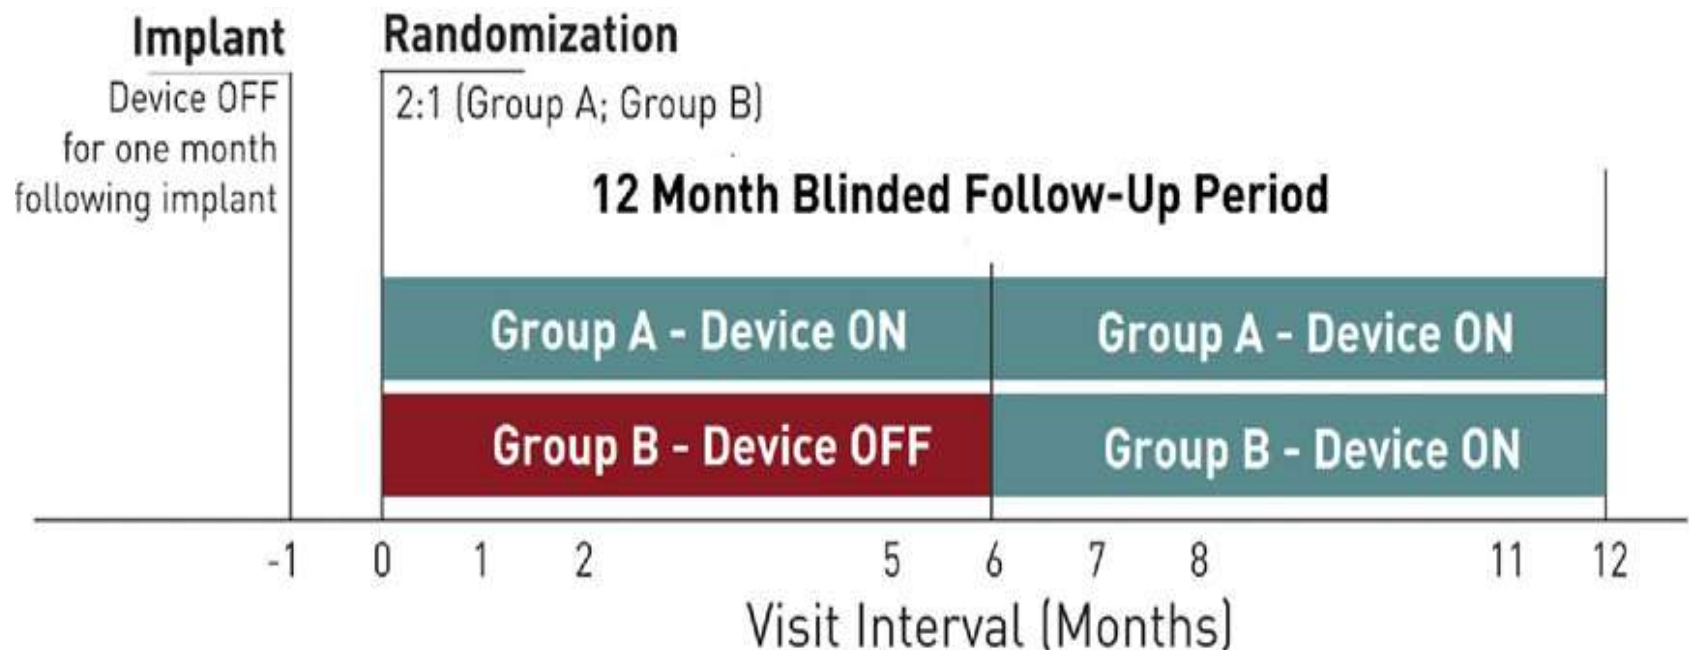 Implant
Device OFF
for one month
following implant
Randomization
2:1 (Group A; Group B)
12 Month Blinded Follow-Up Period
Group A - Device ON
Group A - Device ON
Group B - Device OFF
Group B - Device ON
-1 0 1 2 5 6 7 8 11 12
Visit Interval (Months)